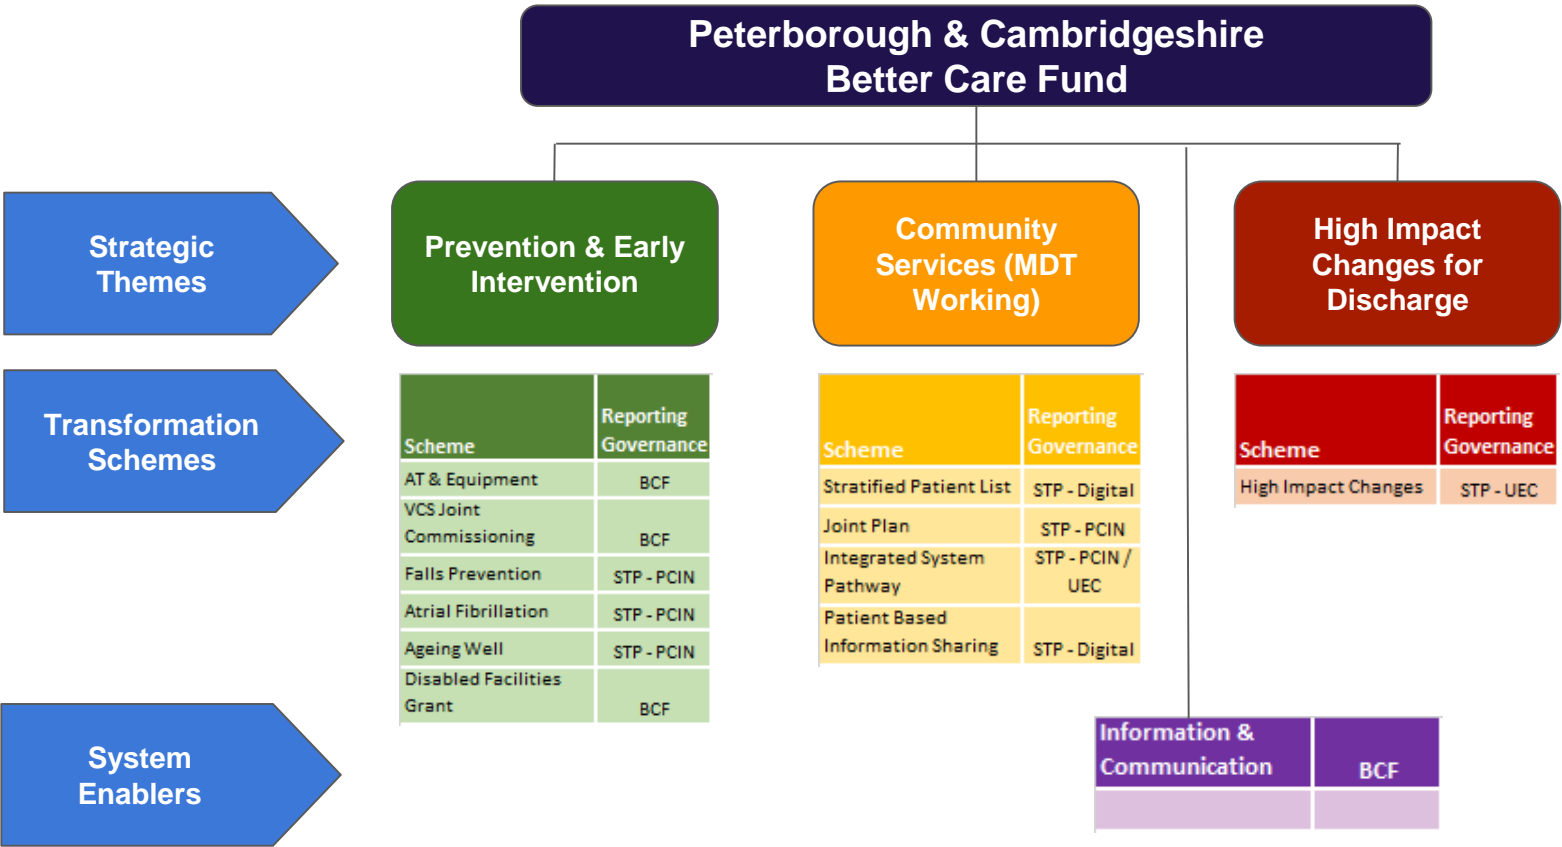 Peterborough & Cambridgeshire
Better Care Fund
Strategic
Themes
Prevention & Early
Intervention
Community
Services (MDT
Working)
High Impact
Changes for
Discharge
Transformation
Schemes
Scheme
Reporting
Governance
AT & Equipment
BCF
VCS Joint
Commissioning
BCF
Falls Prevention
STP - PCIN
Atrial Fibrillation
STP - PCIN
Ageing Well
STP - PCIN
Disabled Facilities
Grant
BCF
Scheme
Reporting
Governance
Stratified Patient List
STP - Digital
Joint Plan
STP - PCIN
Integrated System
Pathway
STP - PCIN /
UEC
Patient Based
Information Sharing
STP - Digital
Scheme
Reporting
Governance
High Impact Changes
STP - UEC
System
Enablers
Information &
Communication
BCF